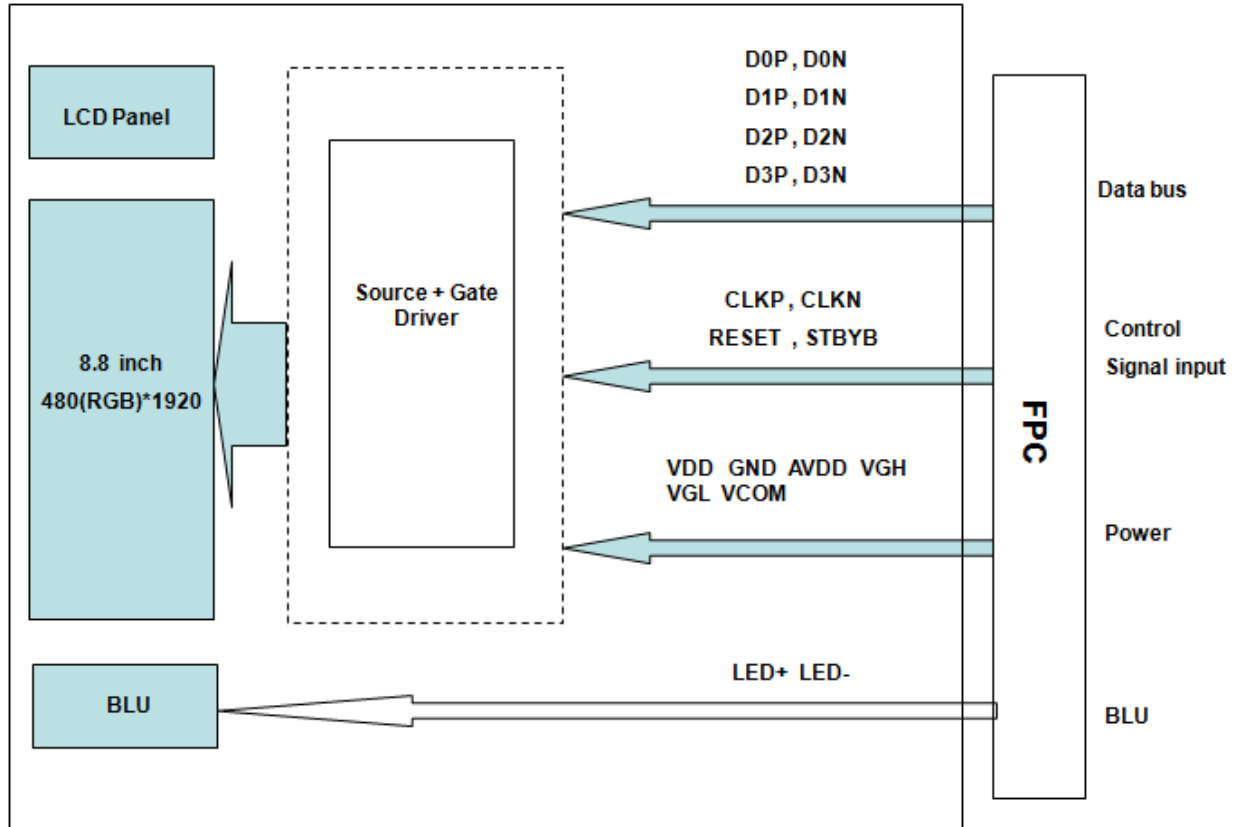 LCD Panel
8.8 inch
480(RGB)*1920
BLU
Source + Gate
Driver
D0P , D0N
D1P , D1N
D2P , D2N
D3P , D3N
CLKP, CLKN
RESET , STBYB
VDD GND AVDD VGH
VGL VCOM
LED+ LED-
FPC
Data bus
Control
Signal input
Power
BLU